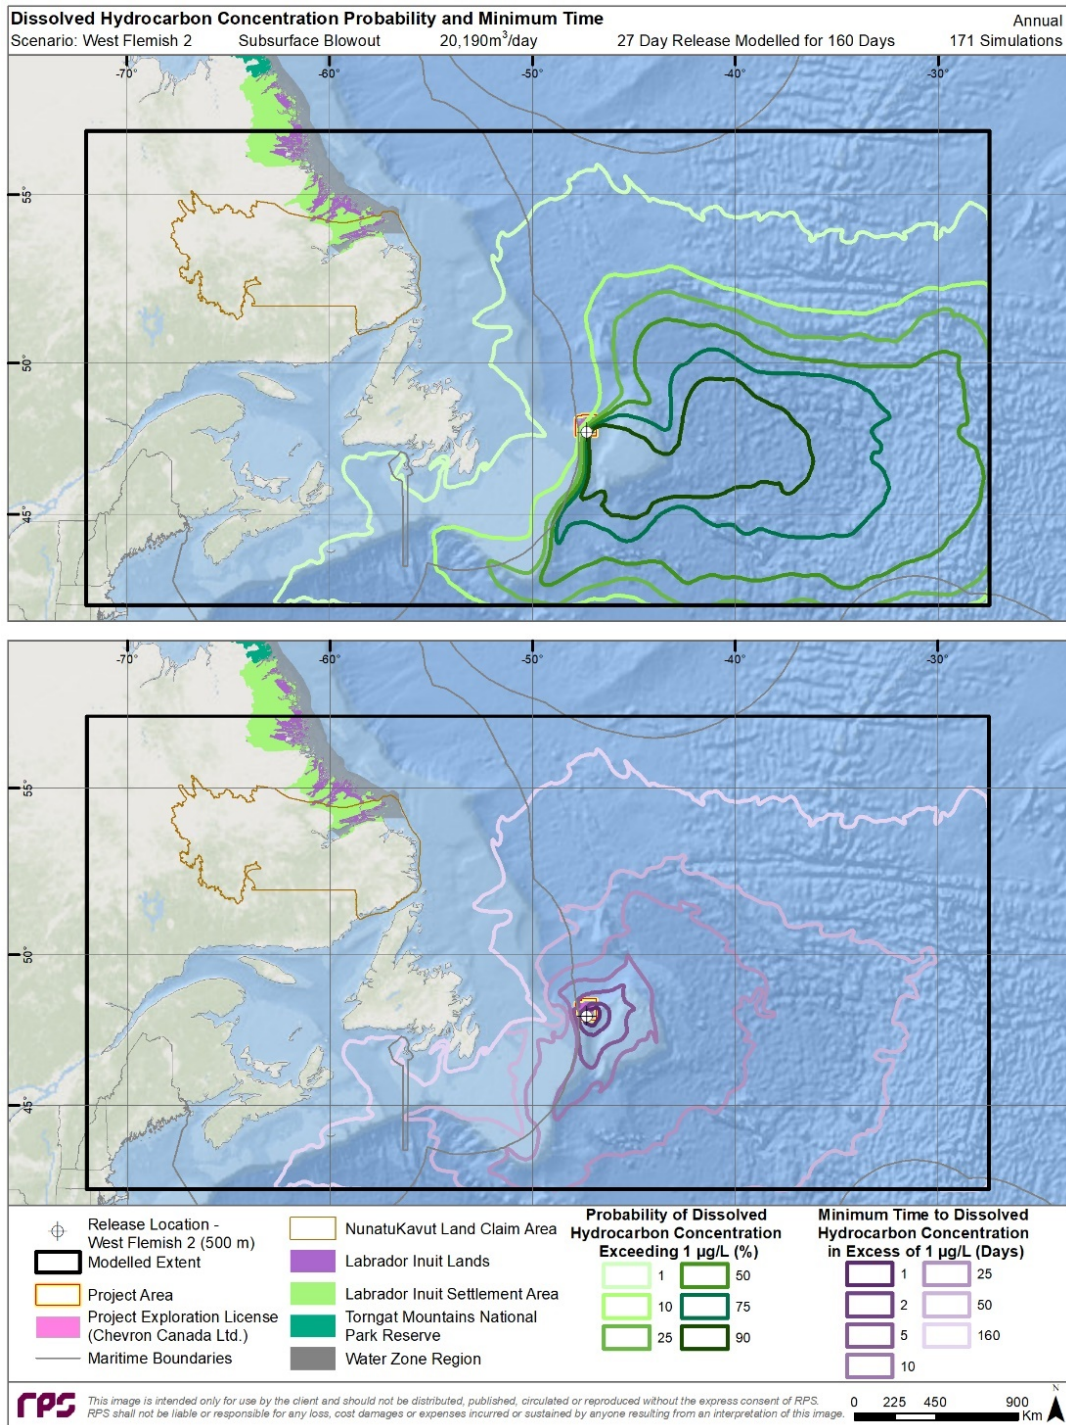 Dissolved Hydrocarbon Concentration Probability and Minimum Time
Annual
Scenario: West Flemish 2 Subsurface Blowout 20,190m³/day 27 Day Release Modelled for 160 Days 171 Simulations
-70° -60° -50° -40° -30°
55°
50°
45°
-70° -60° -50° -40° -30°
55°
50°
45°
Release Location -
West Flemish 2 (500 m)
Modelled Extent
Project Area
Project Exploration License
(Chevron Canada Ltd.)
Maritime Boundaries
NunatuKavut Land Claim Area
Labrador Inuit Lands
Labrador Inuit Settlement Area
Torngat Mountains National
Park Reserve
Water Zone Region
Probability of Dissolved
Hydrocarbon Concentration
Exceeding 1 µg/L (%)
1 50
10 75
25 90
Minimum Time to Dissolved
Hydrocarbon Concentration
in Excess of 1 µg/L (Days)
1 25
2 50
5 160
10
rps
This image is intended only for use by the client and should not be distributed, published, circulated or reproduced without the express consent of RPS.
RPS shall not be liable or responsible for any loss, cost damages or expenses incurred or sustained by anyone resulting from an interpretation of this image.
0 225 450 900
Km
N